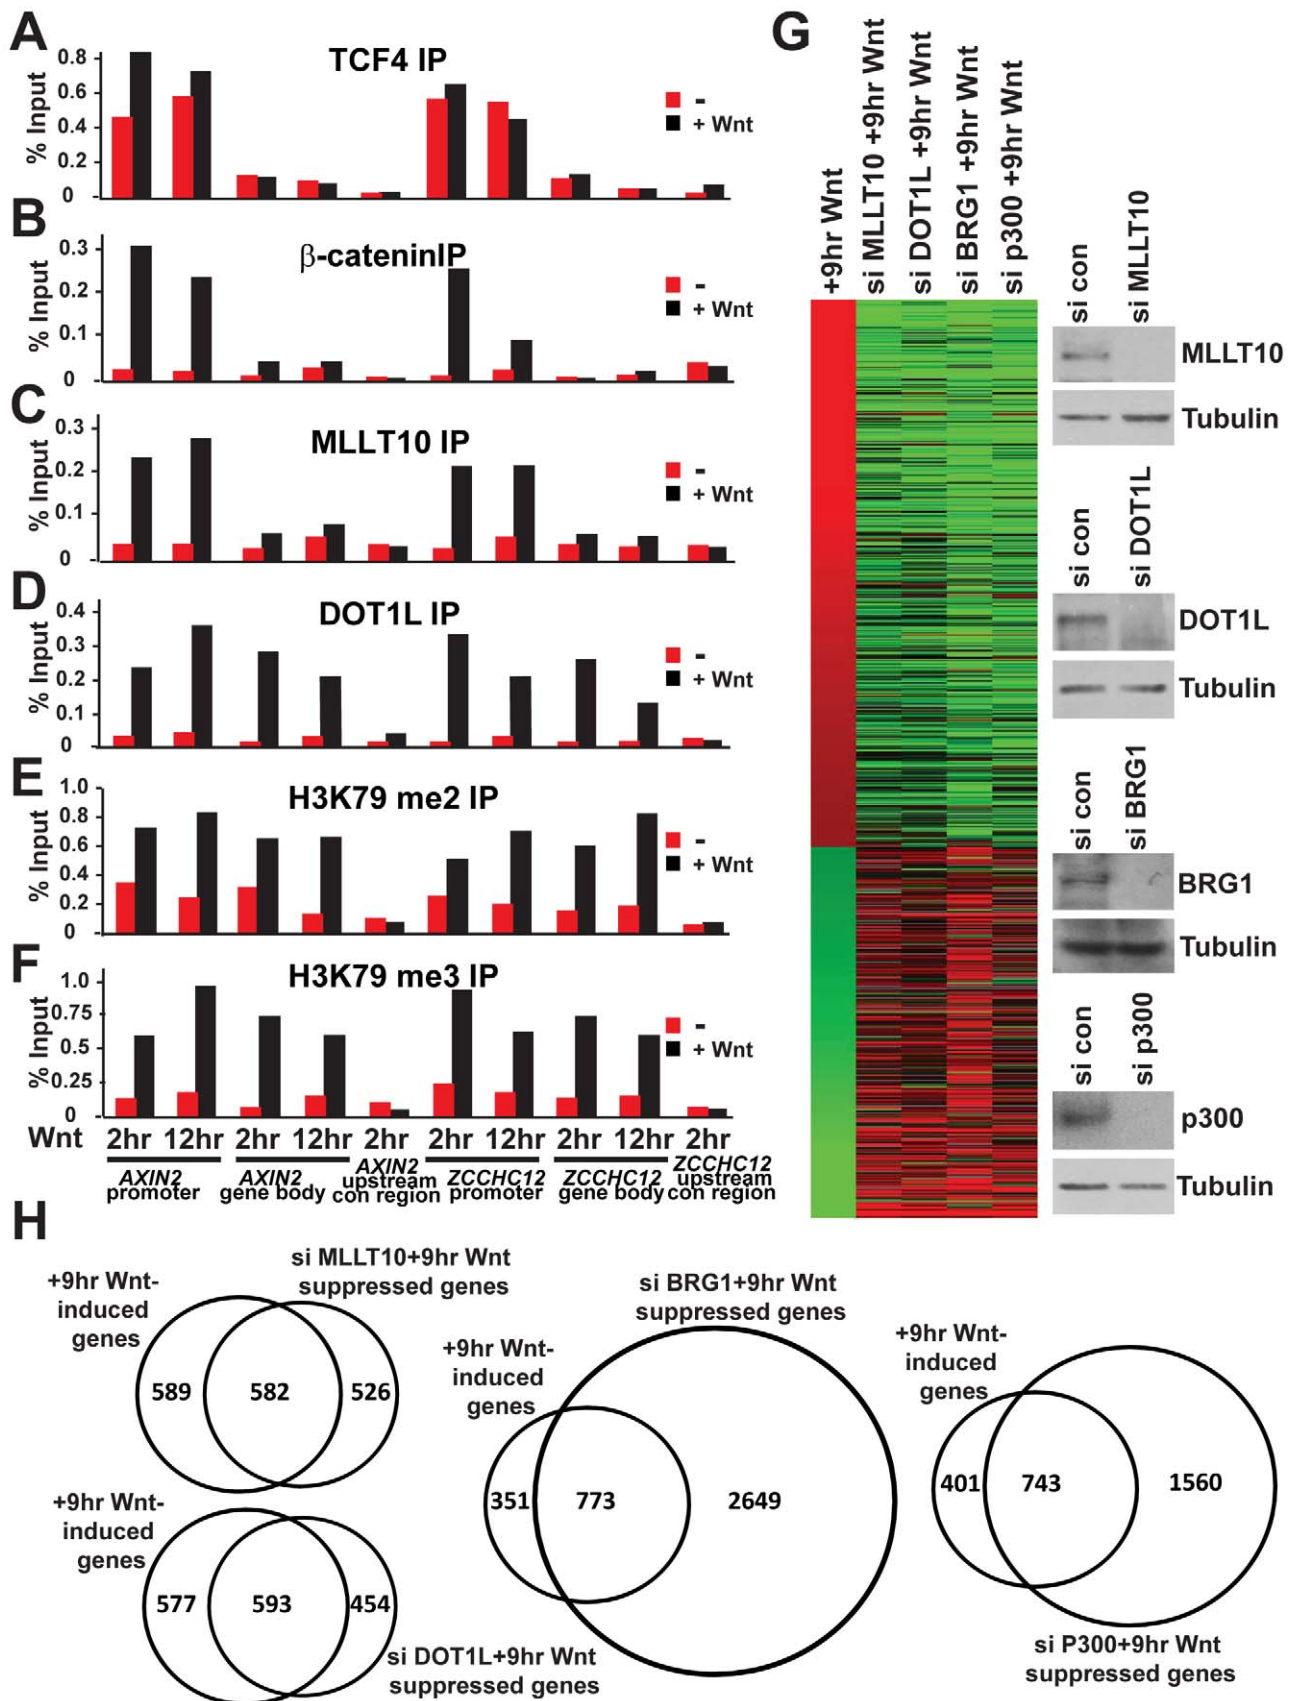 A
TCF4 IP
% Input
0.8
0.6
0.4
0.2
0
-
+ Wnt
B
β-cateninIP
% Input
0.3
0.2
0.1
0
-
+ Wnt
C
MLLT10 IP
% Input
0.3
0.2
0.1
0
-
+ Wnt
D
DOT1L IP
% Input
0.4
0.3
0.2
0.1
0
-
+ Wnt
E
H3K79 me2 IP
% Input
1.0
0.8
0.6
0.4
0.2
0
-
+ Wnt
F
H3K79 me3 IP
% Input
1.0
0.75
0.5
0.25
0
-
+ Wnt
Wnt 2hr 12hr 2hr 12hr 2hr 2hr 12hr 2hr 12hr 2hr
AXIN2
promoter
AXIN2
gene body
AXIN2
upstream
con region
ZCCHC12
promoter
ZCCHC12
gene body
ZCCHC12
upstream
con region
G
+9hr Wnt
si MLLT10 +9hr Wnt
si DOT1L +9hr Wnt
si BRG1 +9hr Wnt
si p300 +9hr Wnt
si con
si MLLT10
MLLT10
Tubulin
si con
si DOT1L
DOT1L
Tubulin
si con
si BRG1
BRG1
Tubulin
si con
si p300
p300
Tubulin
H
+9hr Wnt-
induced
genes
si MLLT10+9hr Wnt
suppressed genes
589 582 526
+9hr Wnt-
induced
genes
577 593 454
si DOT1L+9hr Wnt
suppressed genes
si BRG1+9hr Wnt
suppressed genes
+9hr Wnt-
induced
genes
351 773 2649
+9hr Wnt-
induced
genes
401 743 1560
si P300+9hr Wnt
suppressed genes